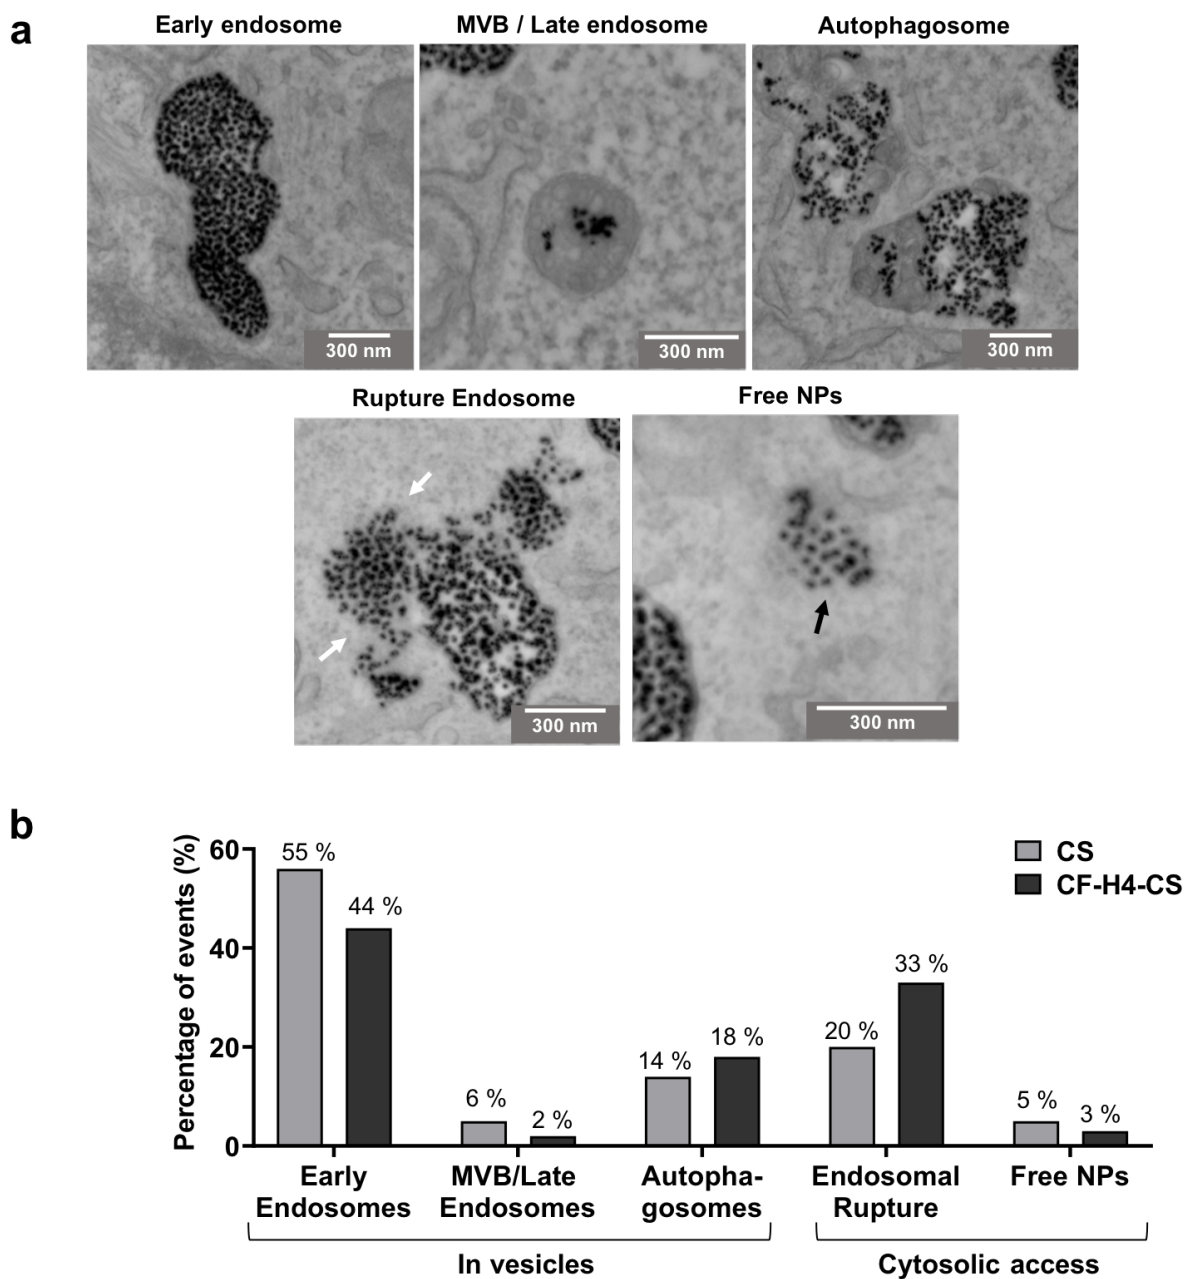 a
Early endosome
MVB / Late endosome
Autophagosome
300 nm
300 nm
300 nm
Rupture Endosome
Free NPs
300 nm
300 nm
b
Percentage of events (%)
60
40
20
0
55 %
44 %
6 %
2 %
14 %
18 %
20 %
33 %
5 %
3 %
CS
CF-H4-CS
Early
Endosomes
MVB/Late
Endosomes
Autopha-
gosomes
Endosomal
Rupture
Free NPs
In vesicles
Cytosolic access